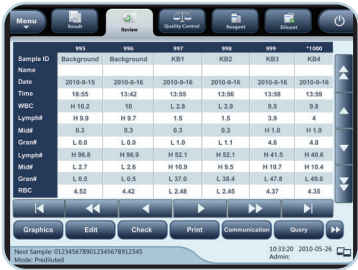 Menu Result Review Quality Control Reagent Diluent
995 996 997 998 999 *1000
Sample ID Background Background KB1 KB2 KB3 KB4
Name
Date 2010-9-15 2010-9-16 2010-9-16 2010-9-16 2010-9-16 2010-9-16
Time 18:55 13:42 13:55 13:56 13:58 13:59
WBC H 10.2 10 L 2.8 L 2.9 9.5 9.8
Lymph# H 9.9 H 9.7 1.5 1.5 3.9 4
Mid# 0.3 0.3 0.3 0.3 H 1.0 H 1.0
Gran# L 0.0 L 0.0 L 1.0 L 1.1 4.6 4.8
Lymph# H 96.8 H 96.9 H 52.1 H 52.1 H 41.5 H 40.6
Mid# L 2.7 L 2.6 H 10.9 H 9.5 H 10.7 H 10.4
Gran# L 0.5 L 0.5 L 37.0 L 38.4 L 47.8 L 49.0
RBC 4.52 4.42 L 2.48 L 2.45 4.37 4.35
Graphics Edit Check Print Communication Query
Next Sample: 01234567890123456789012345 10:33:20 2010-05-26
Mode: Prediluted Admin: